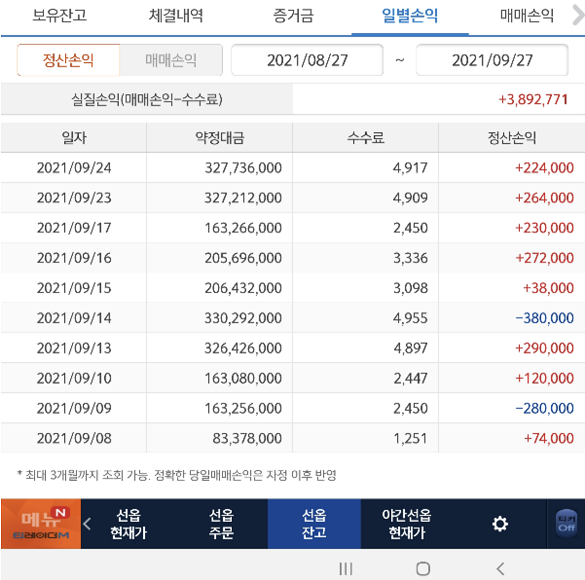 보유잔고 체결내역 증거금 일별손익 매매손익
정산손익 매매손익 2021/08/27 ~ 2021/09/27
실질손익(매매손익-수수료) +3,892,771
일자 약정대금 수수료 정산손익
2021/09/24 327,736,000 4,917 +224,000
2021/09/23 327,212,000 4,909 +264,000
2021/09/17 163,266,000 2,450 +230,000
2021/09/16 205,696,000 3,336 +272,000
2021/09/15 206,432,000 3,098 +38,000
2021/09/14 330,292,000 4,955 -380,000
2021/09/13 326,426,000 4,897 +290,000
2021/09/10 163,080,000 2,447 +120,000
2021/09/09 163,256,000 2,450 -280,000
2021/09/08 83,378,000 1,251 +74,000
* 최대 3개월까지 조회 가능. 정확한 당일매매손익은 자정 이후 반영
메뉴 N
트레이더M
선옵
현재가
선옵
주문
선옵
잔고
야간선옵
현재가
티커
Off